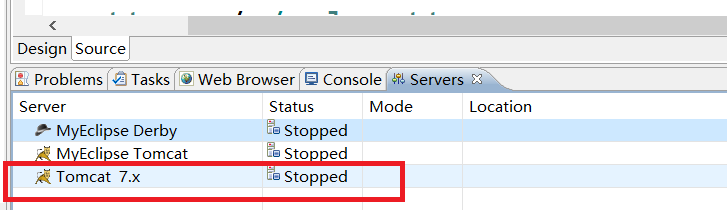 Design Source
Problems Tasks Web Browser Console Servers
Server Status Mode Location
MyEclipse Derby Stopped
MyEclipse Tomcat Stopped
Tomcat 7.x Stopped